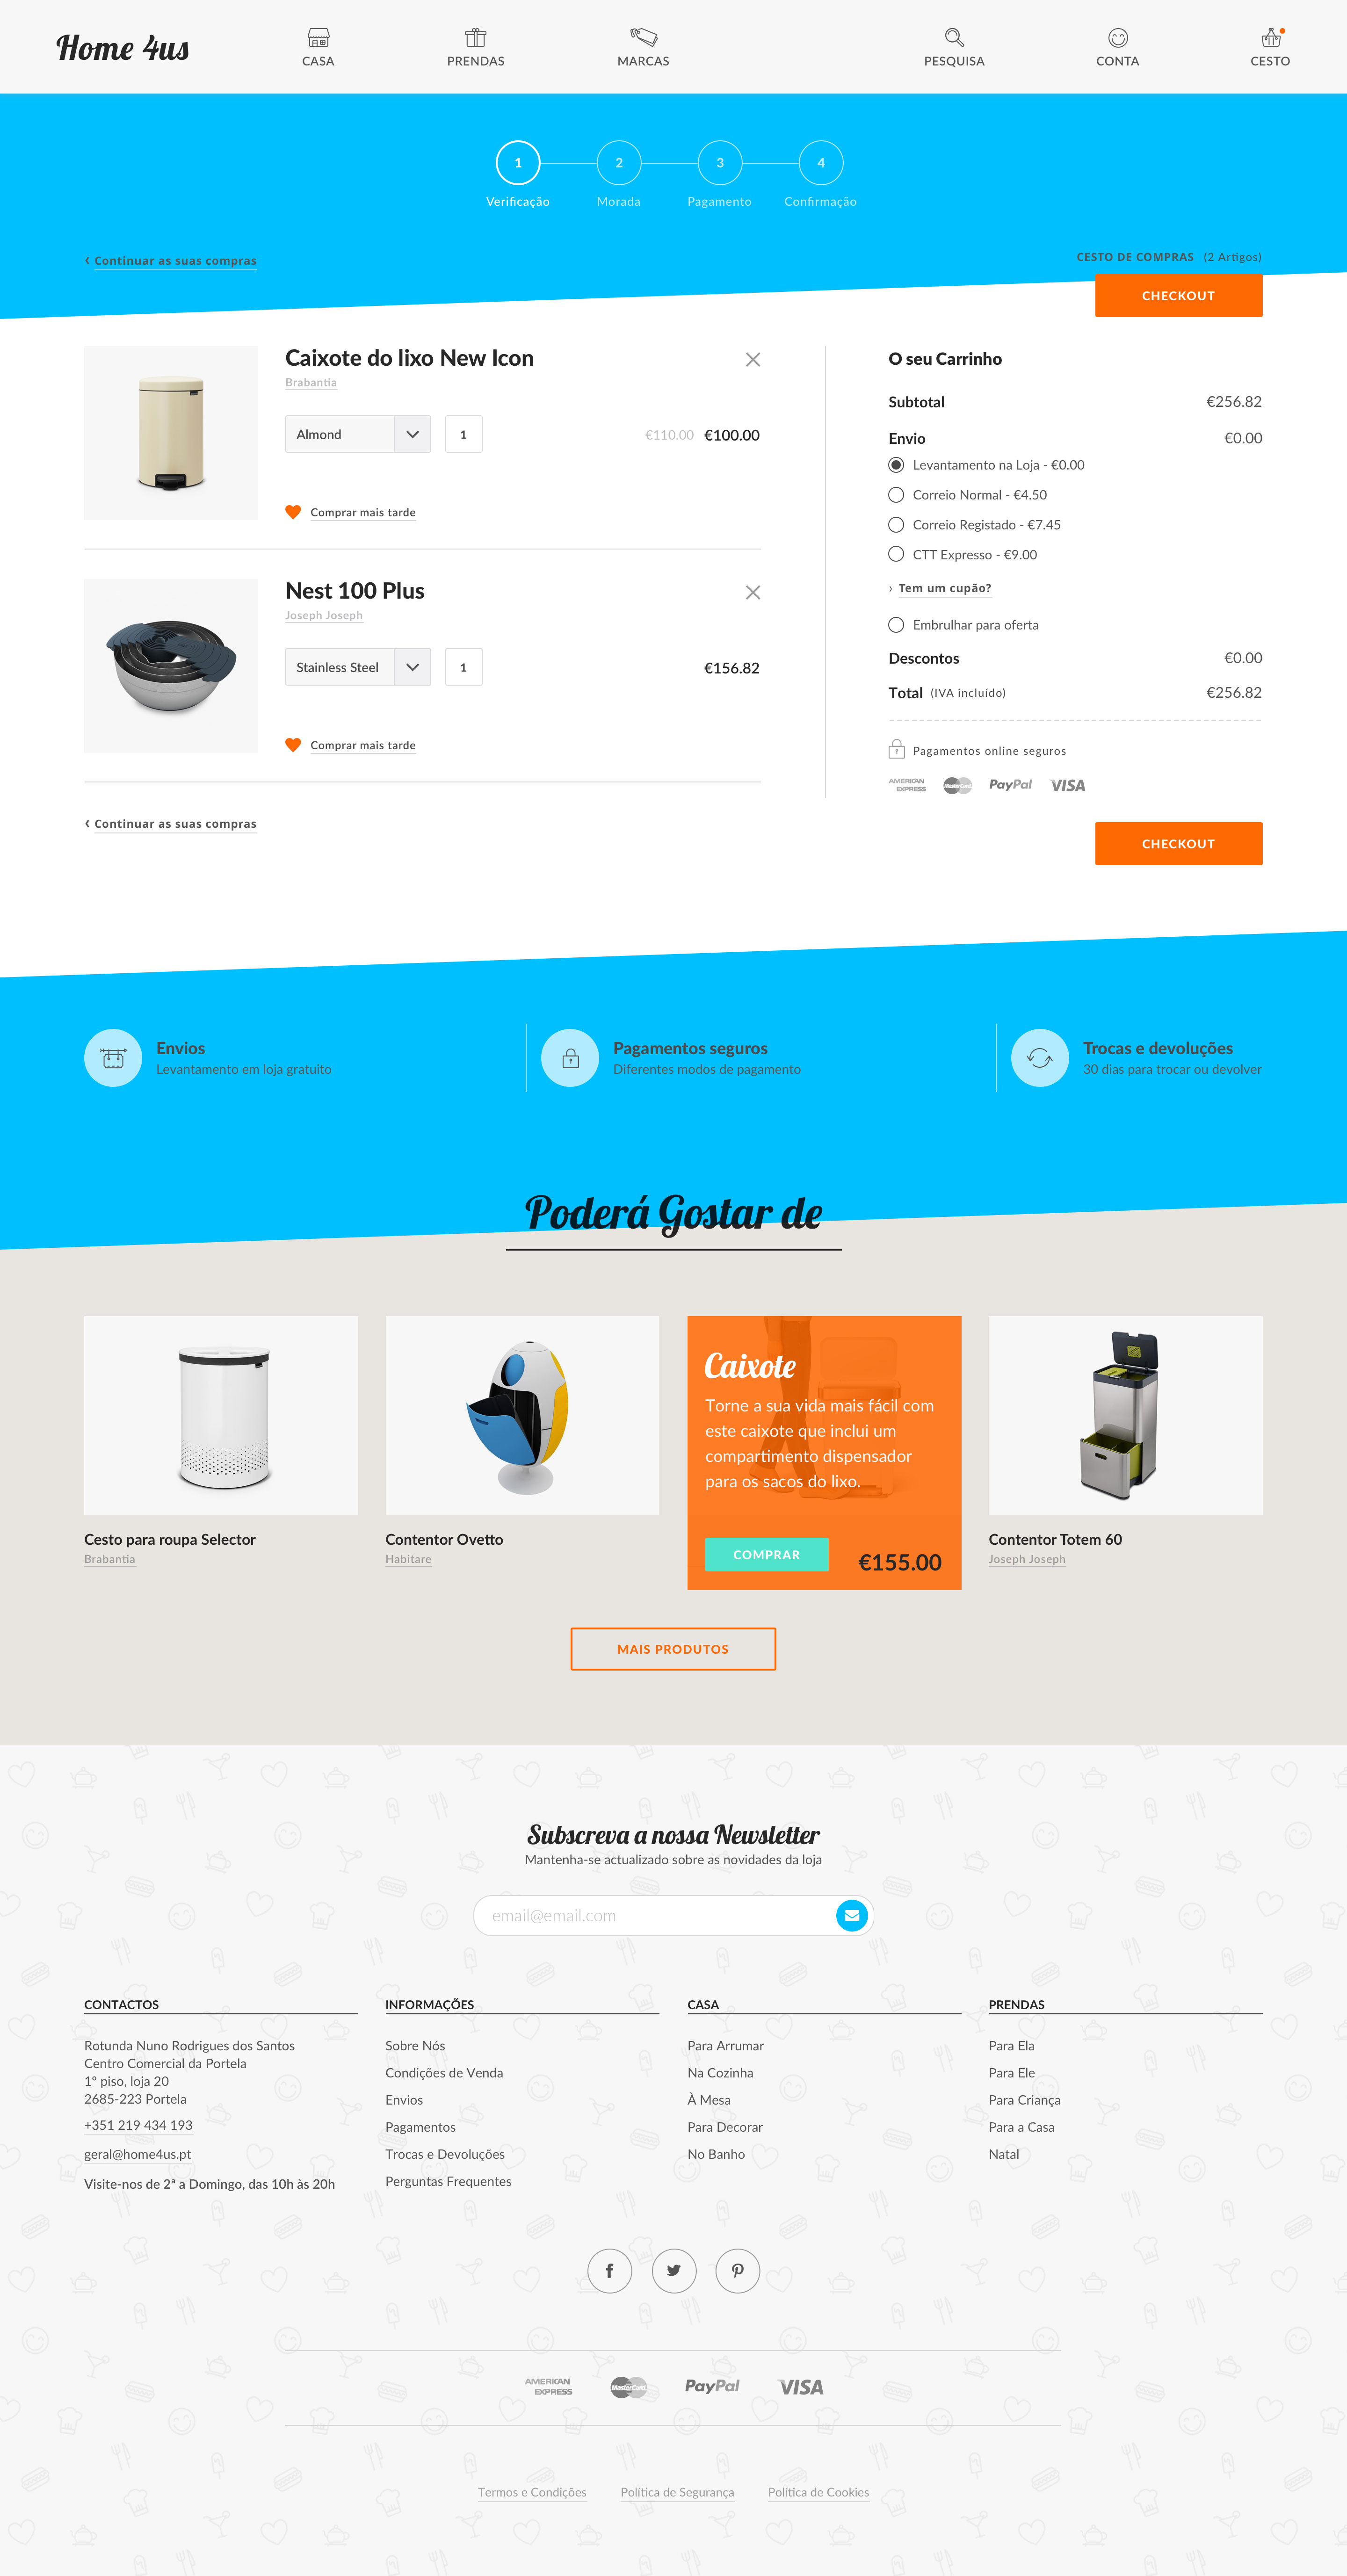 Home 4us
CASA
PRENDAS
MARCAS
PESQUISA
CONTA
CESTO
1
2
3
4
Verificação
Morada
Pagamento
Confirmação
‹ Continuar as suas compras
CESTO DE COMPRAS (2 Artigos)
CHECKOUT
Caixote do lixo New Icon
Brabantia
Almond
1
€110.00 €100.00
Comprar mais tarde
Nest 100 Plus
Joseph Joseph
Stainless Steel
1
€156.82
Comprar mais tarde
‹ Continuar as suas compras
O seu Carrinho
Subtotal €256.82
Envio €0.00
Levantamento na Loja - €0.00
Correio Normal - €4.50
Correio Registado - €7.45
CTT Expresso - €9.00
› Tem um cupão?
Embrulhar para oferta
Descontos €0.00
Total (IVA incluído) €256.82
Pagamentos online seguros
AMERICAN EXPRESS MasterCard PayPal VISA
CHECKOUT
Envios
Levantamento em loja gratuito
Pagamentos seguros
Diferentes modos de pagamento
Trocas e devoluções
30 dias para trocar ou devolver
Poderá Gostar de
Cesto para roupa Selector
Brabantia
Contentor Ovetto
Habitare
Caixote
Torne a sua vida mais fácil com
este caixote que inclui um
compartimento dispensador
para os sacos do lixo.
COMPRAR
€155.00
Contentor Totem 60
Joseph Joseph
MAIS PRODUTOS
Subscreva a nossa Newsletter
Mantenha-se actualizado sobre as novidades da loja
email@email.com
CONTACTOS
Rotunda Nuno Rodrigues dos Santos
Centro Comercial da Portela
1º piso, loja 20
2685-223 Portela
+351 219 434 193
geral@home4us.pt
Visite-nos de 2ª a Domingo, das 10h às 20h
INFORMAÇÕES
Sobre Nós
Condições de Venda
Envios
Pagamentos
Trocas e Devoluções
Perguntas Frequentes
CASA
Para Arrumar
Na Cozinha
À Mesa
Para Decorar
No Banho
PRENDAS
Para Ela
Para Ele
Para Criança
Para a Casa
Natal
AMERICAN EXPRESS MasterCard PayPal VISA
Termos e Condições
Política de Segurança
Política de Cookies